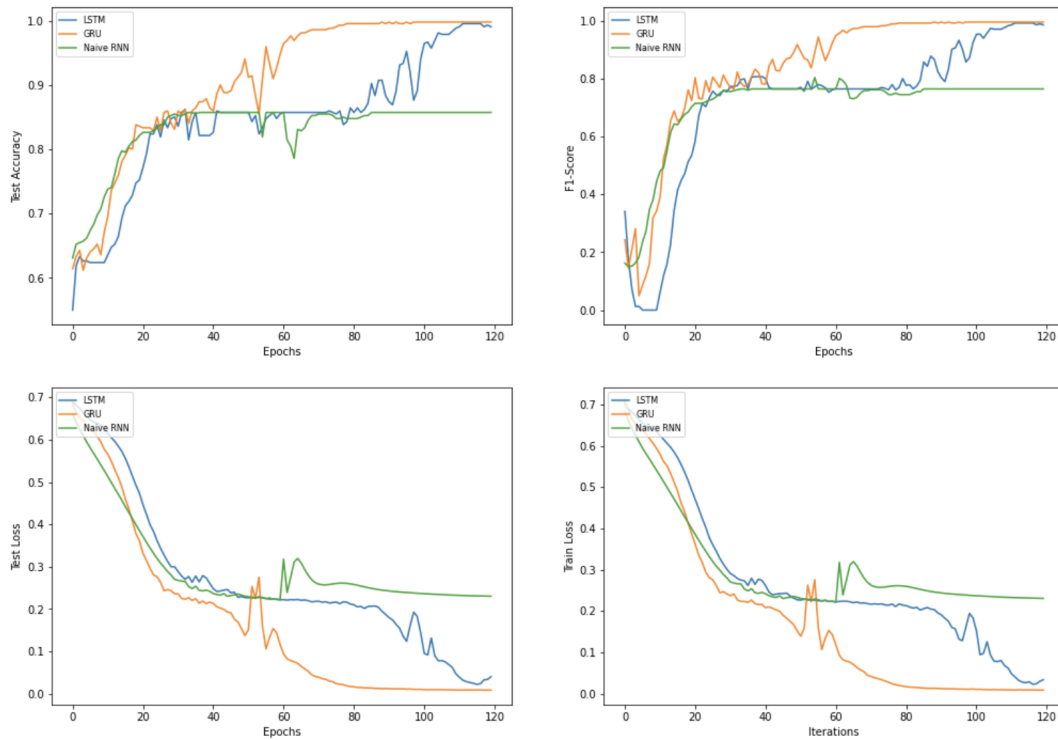 LSTM
GRU
Naive RNN
Test Accuracy
1.0
0.9
0.8
0.7
0.6
0 20 40 60 80 100 120
Epochs
LSTM
GRU
Naive RNN
F1-Score
1.0
0.8
0.6
0.4
0.2
0.0
0 20 40 60 80 100 120
Epochs
LSTM
GRU
Naive RNN
Test Loss
0.7
0.6
0.5
0.4
0.3
0.2
0.1
0.0
0 20 40 60 80 100 120
Epochs
LSTM
GRU
Naive RNN
Train Loss
0.7
0.6
0.5
0.4
0.3
0.2
0.1
0.0
0 20 40 60 80 100 120
Iterations